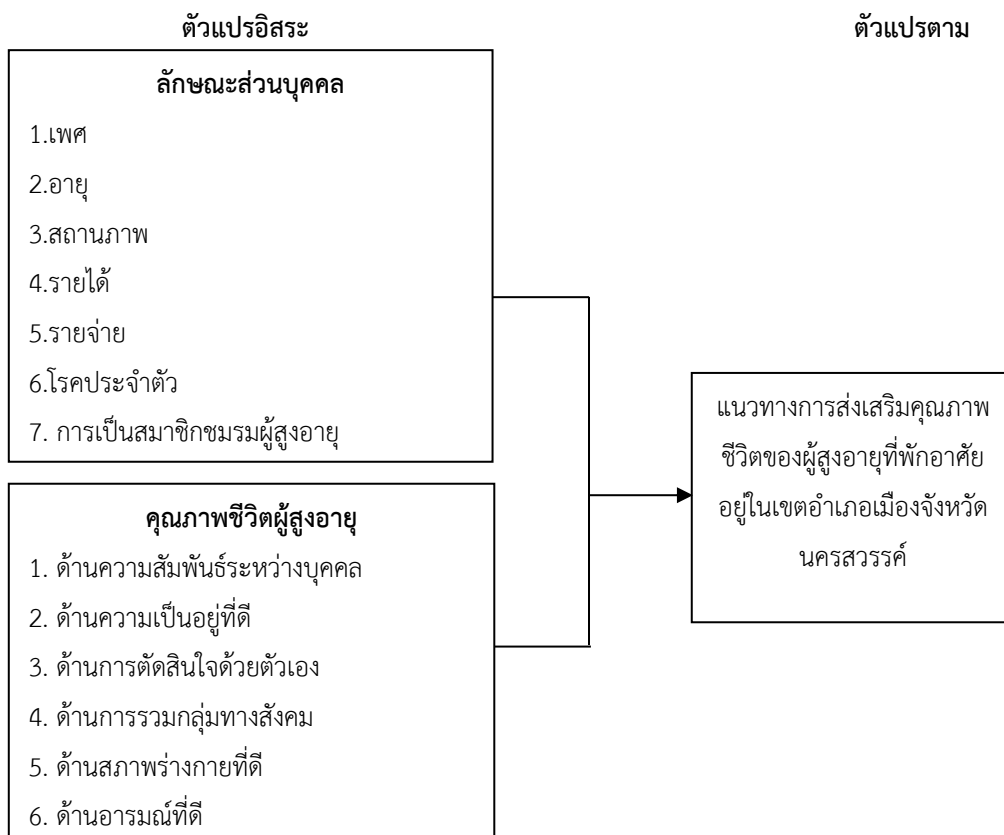 ตัวแปรอิสระ
ตัวแปรตาม
ลักษณะส่วนบุคคล
1.เพศ
2.อายุ
3.สถานภาพ
4.รายได้
5.รายจ่าย
6.โรคประจำตัว
7. การเป็นสมาชิกชมรมผู้สูงอายุ
คุณภาพชีวิตผู้สูงอายุ
1. ด้านความสัมพันธ์ระหว่างบุคคล
2. ด้านความเป็นอยู่ที่ดี
3. ด้านการตัดสินใจด้วยตัวเอง
4. ด้านการรวมกลุ่มทางสังคม
5. ด้านสภาพร่างกายที่ดี
6. ด้านอารมณ์ที่ดี
แนวทางการส่งเสริมคุณภาพ
ชีวิตของผู้สูงอายุที่พักอาศัย
อยู่ในเขตอำเภอเมืองจังหวัด
นครสวรรค์